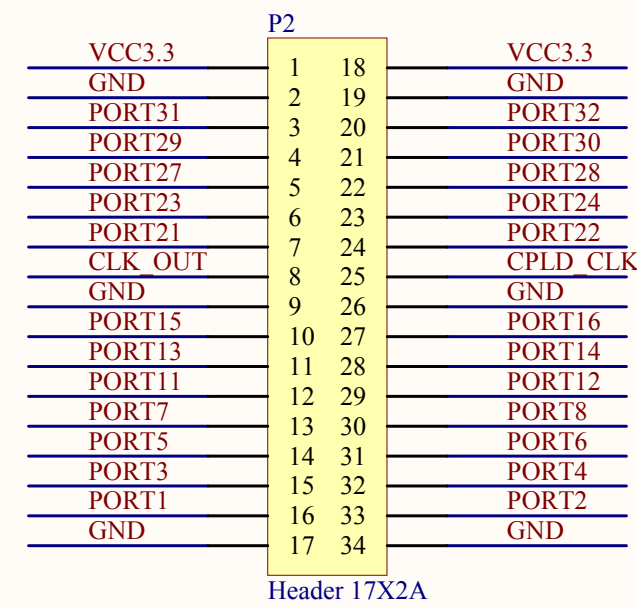 P2
VCC3.3 1 18 VCC3.3
GND 2 19 GND
PORT31 3 20 PORT32
PORT29 4 21 PORT30
PORT27 5 22 PORT28
PORT23 6 23 PORT24
PORT21 7 24 PORT22
CLK_OUT 8 25 CPLD_CLK
GND 9 26 GND
PORT15 10 27 PORT16
PORT13 11 28 PORT14
PORT11 12 29 PORT12
PORT7 13 30 PORT8
PORT5 14 31 PORT6
PORT3 15 32 PORT4
PORT1 16 33 PORT2
GND 17 34 GND
Header 17X2A